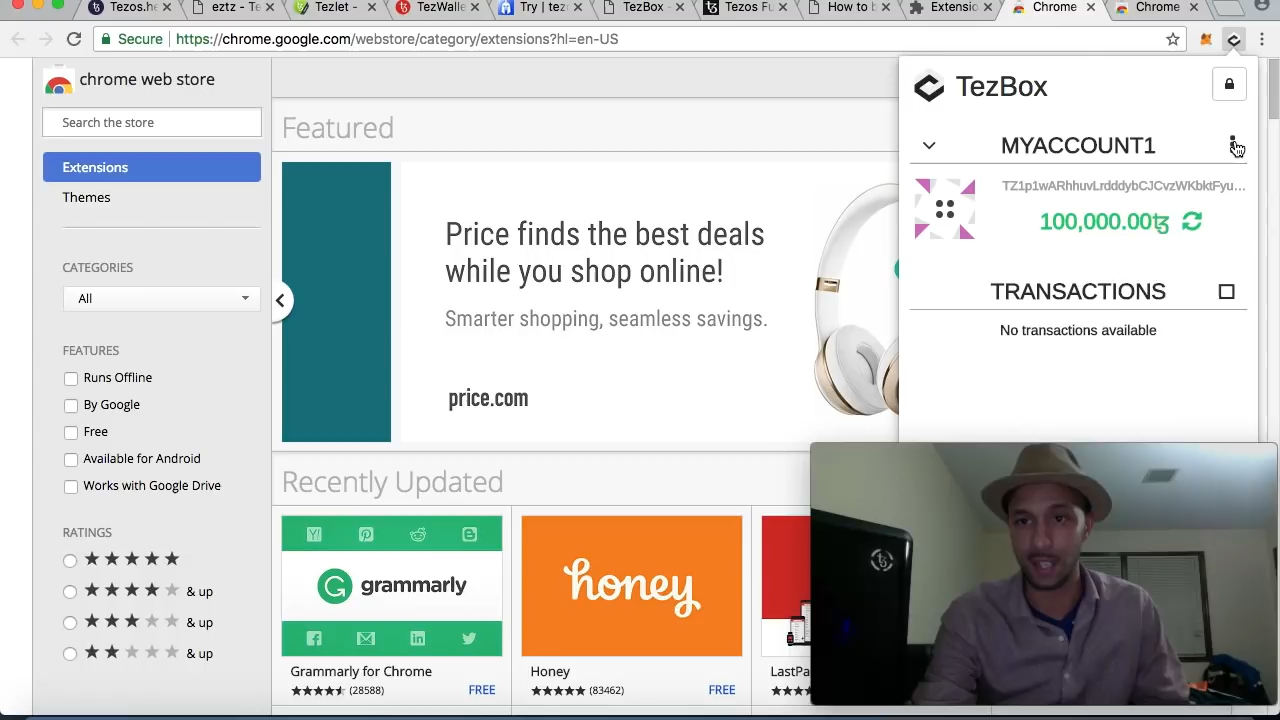 Tezos.he
eztz - Te
Tezlet -
TezWalle
Try | tez
TezBox -
Tezos Fu
How to b
Extensio
Chrome
Chrome
Secure https://chrome.google.com/webstore/category/extensions?hl=en-US
chrome web store
Search the store
Extensions
Themes
CATEGORIES
All
FEATURES
Runs Offline
By Google
Free
Available for Android
Works with Google Drive
RATINGS
& up
& up
& up
Featured
Price finds the best deals
while you shop online!
Smarter shopping, seamless savings.
price.com
Recently Updated
grammarly
Grammarly for Chrome
(28588) FREE
honey
Honey
(83462) FREE
LastPa
TezBox
MYACCOUNT1
TZ1p1wARhhuvLrdddybCJCvzWKbktFyu...
100,000.00ꜩ
TRANSACTIONS
No transactions available